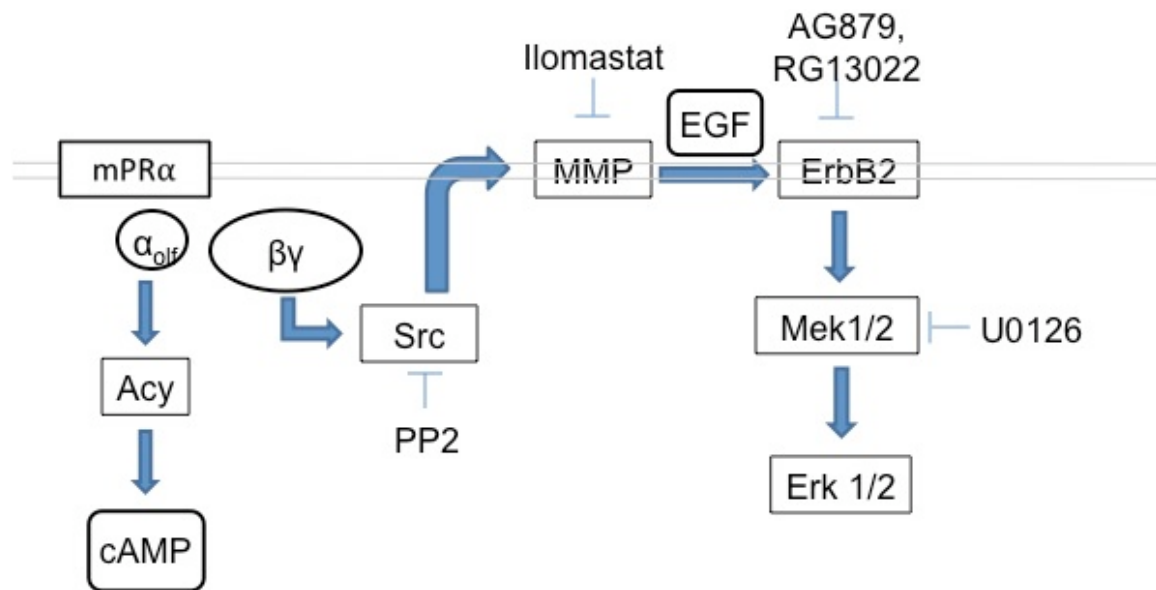 AG879,
RG13022
Ilomastat
EGF
mPRα
MMP
ErbB2
αolf
βγ
Src
Mek1/2
U0126
Acy
PP2
Erk 1/2
cAMP